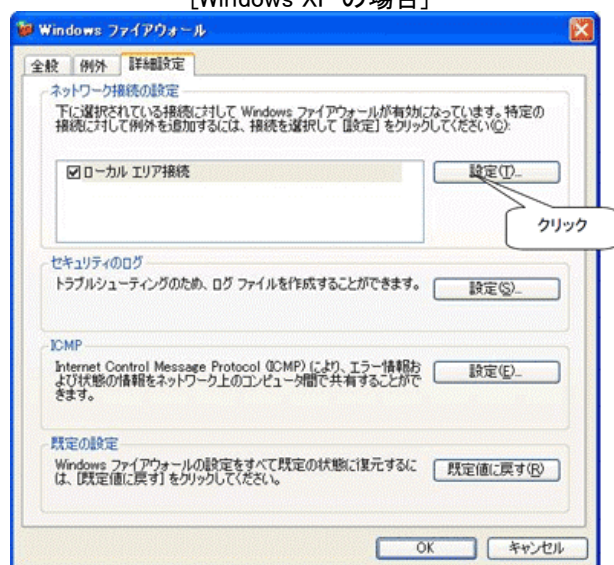 [Windows XP の場合]
Windows ファイアウォール
全般 例外 詳細設定
ネットワーク接続の設定
下に選択されている接続に対して Windows ファイアウォールが有効になっています。特定の
接続に対して例外を追加するには、接続を選択して [設定] をクリックしてください(C):
ローカル エリア接続
設定(T)...
クリック
セキュリティのログ
トラブルシューティングのため、ログ ファイルを作成することができます。
設定(S)...
ICMP
Internet Control Message Protocol (ICMP) により、エラー情報お
よび状態の情報をネットワーク上のコンピュータ間で共有することがで
きます。
設定(E)...
既定の設定
Windows ファイアウォールの設定をすべて既定の状態に復元するに
は、[既定値に戻す] をクリックしてください。
既定値に戻す(R)
OK キャンセル